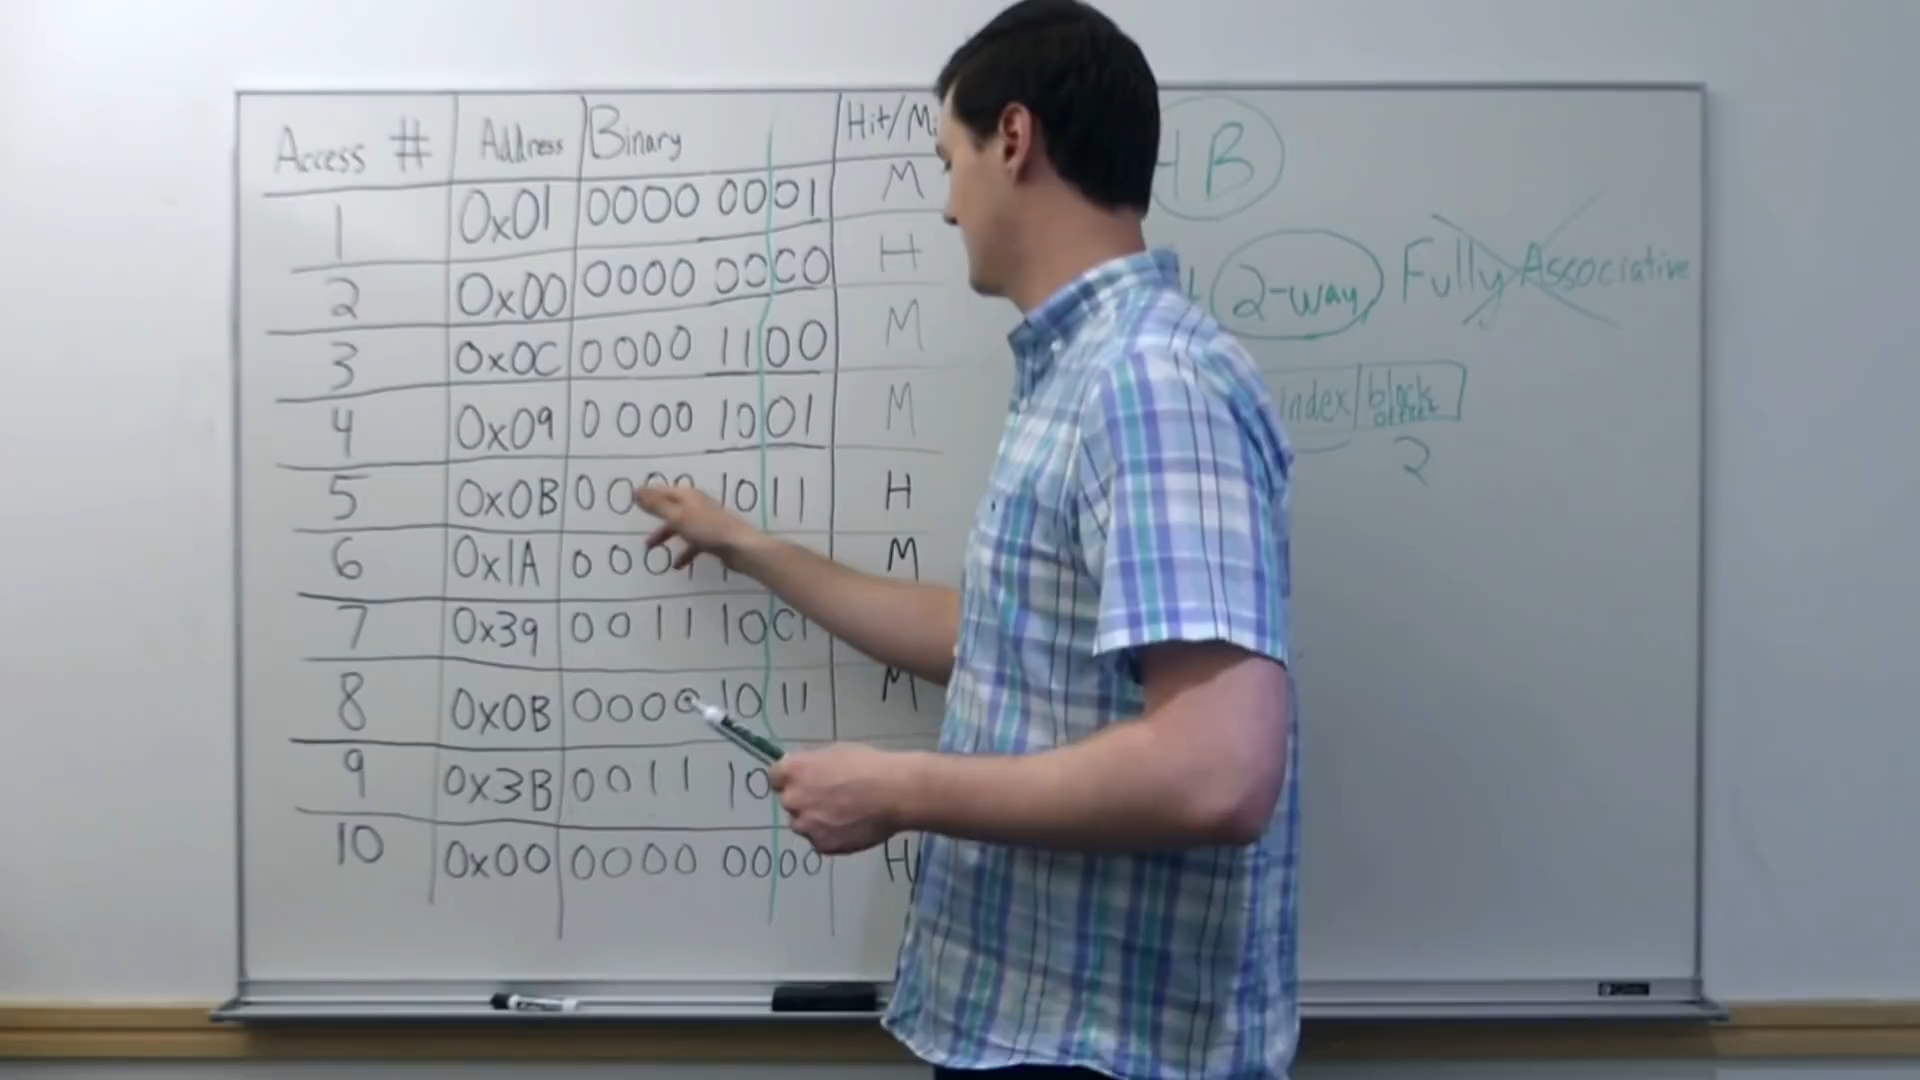 Access # Address Binary Hit/Mi
1 0x01 0000 0001 M
2 0x00 0000 0000 H
3 0x0C 0000 1100 M
4 0x09 0000 1001 M
5 0x0B 1011 H
6 0x1A M
7 0x39 0011 1001
8 0x0B 0000 1011 M
9 0x3B 0011 10
10 0x00 0000 0000 H
4B
2-way Fully Associative
index block offset
2